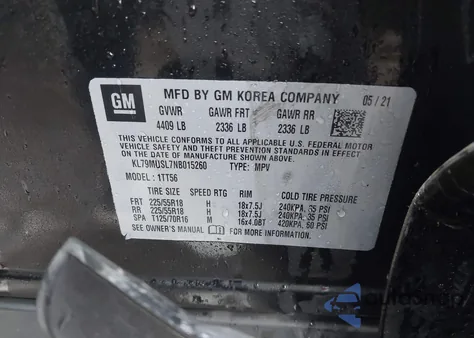 GM
MFD BY GM KOREA COMPANY 05/21
GVWR GAWR FRT GAWR RR
4409 LB 2336 LB 2336 LB
THIS VEHICLE CONFORMS TO ALL APPLICABLE U.S. FEDERAL MOTOR
VEHICLE SAFETY AND THEFT PREVENTION STANDARDS IN EFFECT
ON THE DATE OF MANUFACTURE SHOWN ABOVE.
KL79MUSL7NB015260 TYPE: MPV
MODEL: 1TT56
TIRE SIZE SPEED RTG RIM COLD TIRE PRESSURE
FRT 225/55R18 H 18x7.5J 240KPA, 35 PSI
RR 225/55R18 H 18x7.5J 240KPA, 35 PSI
SPA T125/70R16 M 16x4.0BT 420KPA, 60 PSI
SEE OWNER'S MANUAL FOR MORE INFORMATION